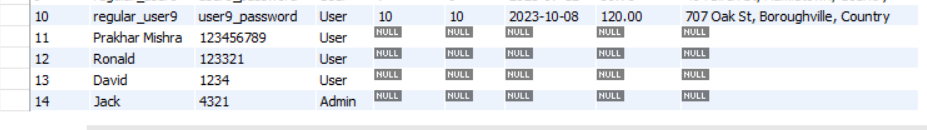 10 regular_user9 user9_password User 10 10 2023-10-08 120.00 707 Oak St, Boroughville, Country
11 Prakhar Mishra 123456789 User NULL NULL NULL NULL NULL
12 Ronald 123321 User NULL NULL NULL NULL NULL
13 David 1234 User NULL NULL NULL NULL NULL
14 Jack 4321 Admin NULL NULL NULL NULL NULL